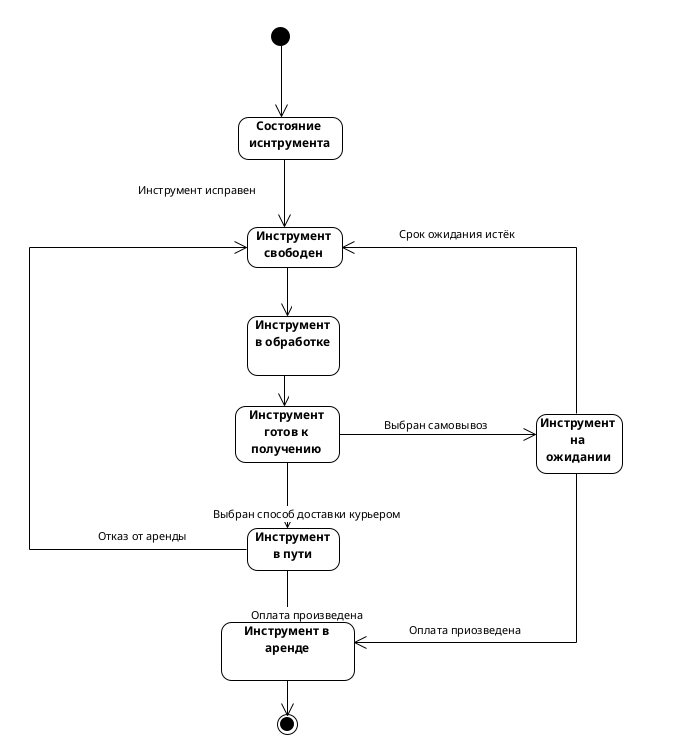 Состояние
иснтрумента
Инструмент исправен
Инструмент
свободен
Срок ожидания истёк
Инструмент
в обработке
Инструмент
готов к
получению
Выбран самовывоз
Инструмент
на
ожидании
Выбран способ доставки курьером
Отказ от аренды
Инструмент
в пути
Оплата произведена
Инструмент в
аренде
Оплата приозведена